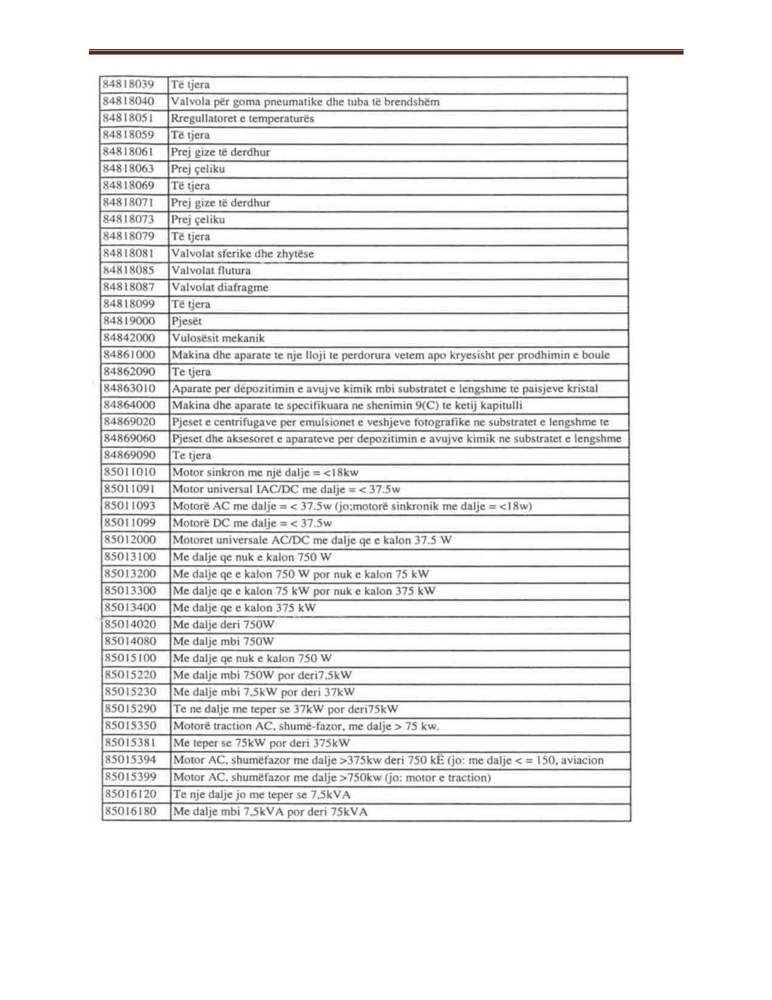 84818039 Të tjera
84818040 Valvola për goma pneumatike dhe tuba të brendshëm
84818051 Rregullatoret e temperaturës
84818059 Të tjera
84818061 Prej gize të derdhur
84818063 Prej çeliku
84818069 Të tjera
84818071 Prej gize të derdhur
84818073 Prej çeliku
84818079 Të tjera
84818081 Valvolat sferike dhe zhytëse
84818085 Valvolat flutura
84818087 Valvolat diafragme
84818099 Të tjera
84819000 Pjesët
84842000 Vulosësit mekanik
84861000 Makina dhe aparate te nje lloji te perdorura vetem apo kryesisht per prodhimin e boule
84862090 Te tjera
84863010 Aparate per depozitimin e avujve kimik mbi substratet e lengshme te paisjeve kristal
84864000 Makina dhe aparate te specifikuara ne shenimin 9(C) te ketij kapitulli
84869020 Pjeset e centrifugave per emulsionet e veshjeve fotografike ne substratet e lengshme te
84869060 Pjeset dhe aksesoret e aparateve per depozitimin e avujve kimik ne substratet e lengshme
84869090 Te tjera
85011010 Motor sinkron me një dalje = <18kw
85011091 Motor universal IAC/DC me dalje = < 37.5w
85011093 Motorë AC me dalje = < 37.5w (jo;motorë sinkronik me dalje = <18w)
85011099 Motorë DC me dalje = < 37.5w
85012000 Motoret universale AC/DC me dalje qe e kalon 37.5 W
85013100 Me dalje qe nuk e kalon 750 W
85013200 Me dalje qe e kalon 750 W por nuk e kalon 75 kW
85013300 Me dalje qe e kalon 75 kW por nuk e kalon 375 kW
85013400 Me dalje qe e kalon 375 kW
85014020 Me dalje deri 750W
85014080 Me dalje mbi 750W
85015100 Me dalje qe nuk e kalon 750 W
85015220 Me dalje mbi 750W por deri7,5kW
85015230 Me dalje mbi 7,5kW por deri 37kW
85015290 Te ne dalje me teper se 37kW por deri75kW
85015350 Motorë traction AC, shumë-fazor, me dalje > 75 kw.
85015381 Me teper se 75kW por deri 375kW
85015394 Motor AC, shumëfazor me dalje >375kw deri 750 kË (jo: me dalje < = 150, aviacion
85015399 Motor AC, shumëfazor me dalje >750kw (jo: motor e traction)
85016120 Te nje dalje jo me teper se 7,5kVA
85016180 Me dalje mbi 7,5kVA por deri 75kVA